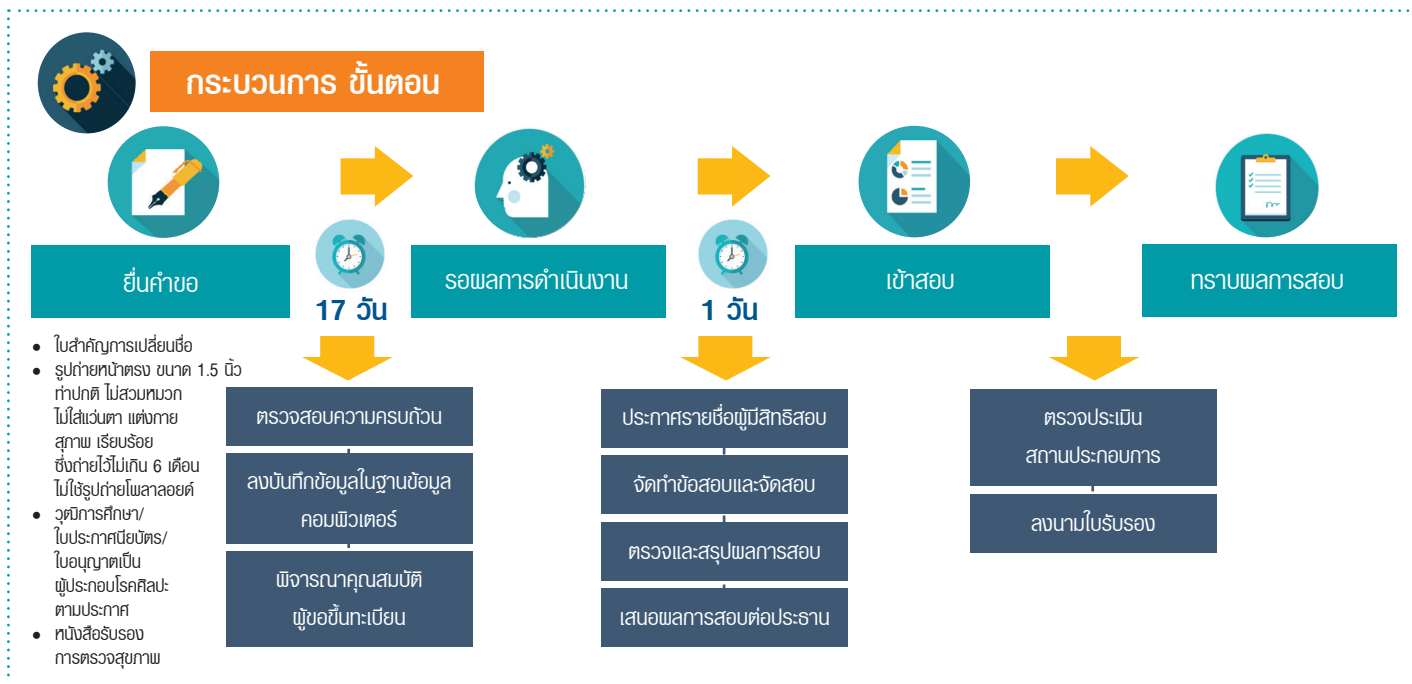 กระบวนการ ขั้นตอน
ยื่นคำขอ
17 วัน
รอผลการดำเนินงาน
1 วัน
เข้าสอบ
ทราบผลการสอบ
• ใบสำคัญการเปลี่ยนชื่อ
• รูปถ่ายหน้าตรง ขนาด 1.5 นิ้ว
ท่าปกติ ไม่สวมหมวก
ไม่ใส่แว่นตา แต่งกาย
สุภาพ เรียบร้อย
ซึ่งถ่ายไว้ไม่เกิน 6 เดือน
ไม่ใช้รูปถ่ายโพลาลอยด์
• วุฒิการศึกษา/
ใบประกาศนียบัตร/
ใบอนุญาตเป็น
ผู้ประกอบโรคศิลปะ
ตามประกาศ
• หนังสือรับรอง
การตรวจสุขภาพ
ตรวจสอบความครบถ้วน
ลงบันทึกข้อมูลในฐานข้อมูล
คอมพิวเตอร์
พิจารณาคุณสมบัติ
ผู้ขอขึ้นทะเบียน
ประกาศรายชื่อผู้มีสิทธิสอบ
จัดทำข้อสอบและจัดสอบ
ตรวจและสรุปผลการสอบ
เสนอผลการสอบต่อประธาน
ตรวจประเมิน
สถานประกอบการ
ลงนามใบรับรอง